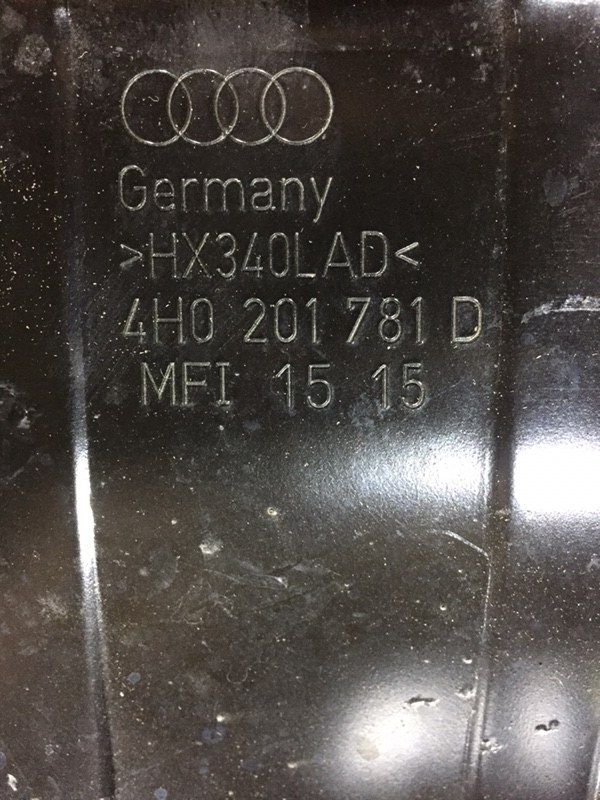 Germany
>HX340LAD<
4H0 201 781 D
MFI 15 15